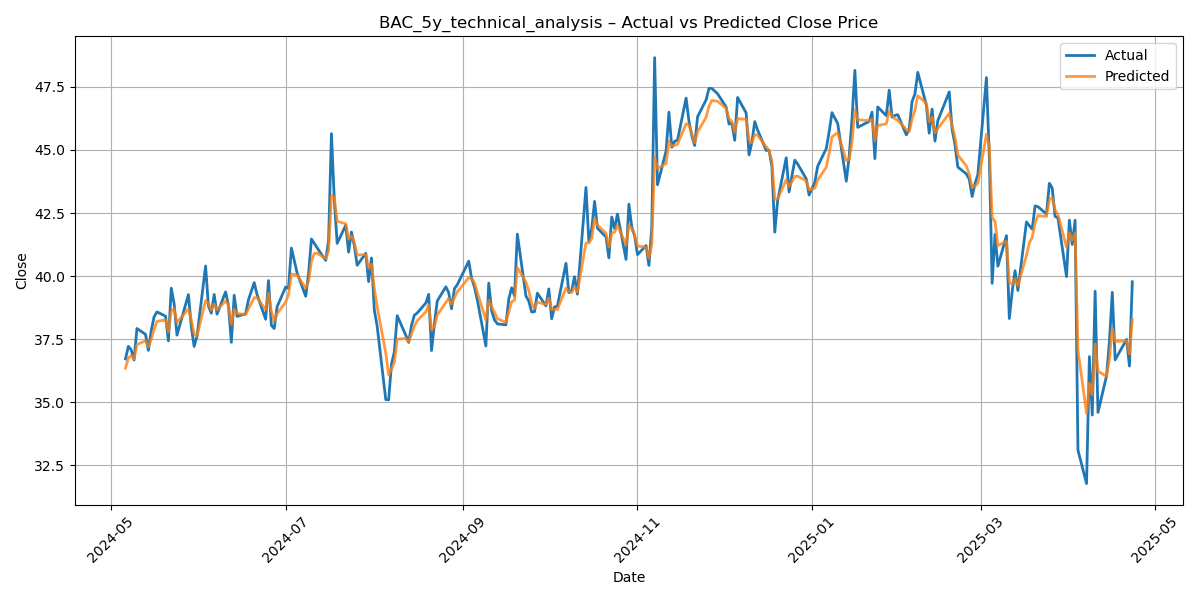 BAC_5y_technical_analysis – Actual vs Predicted Close Price
Actual
Predicted
47.5
45.0
42.5
40.0
37.5
35.0
32.5
Close
2024-05
2024-07
2024-09
2024-11
2025-01
2025-03
2025-05
Date